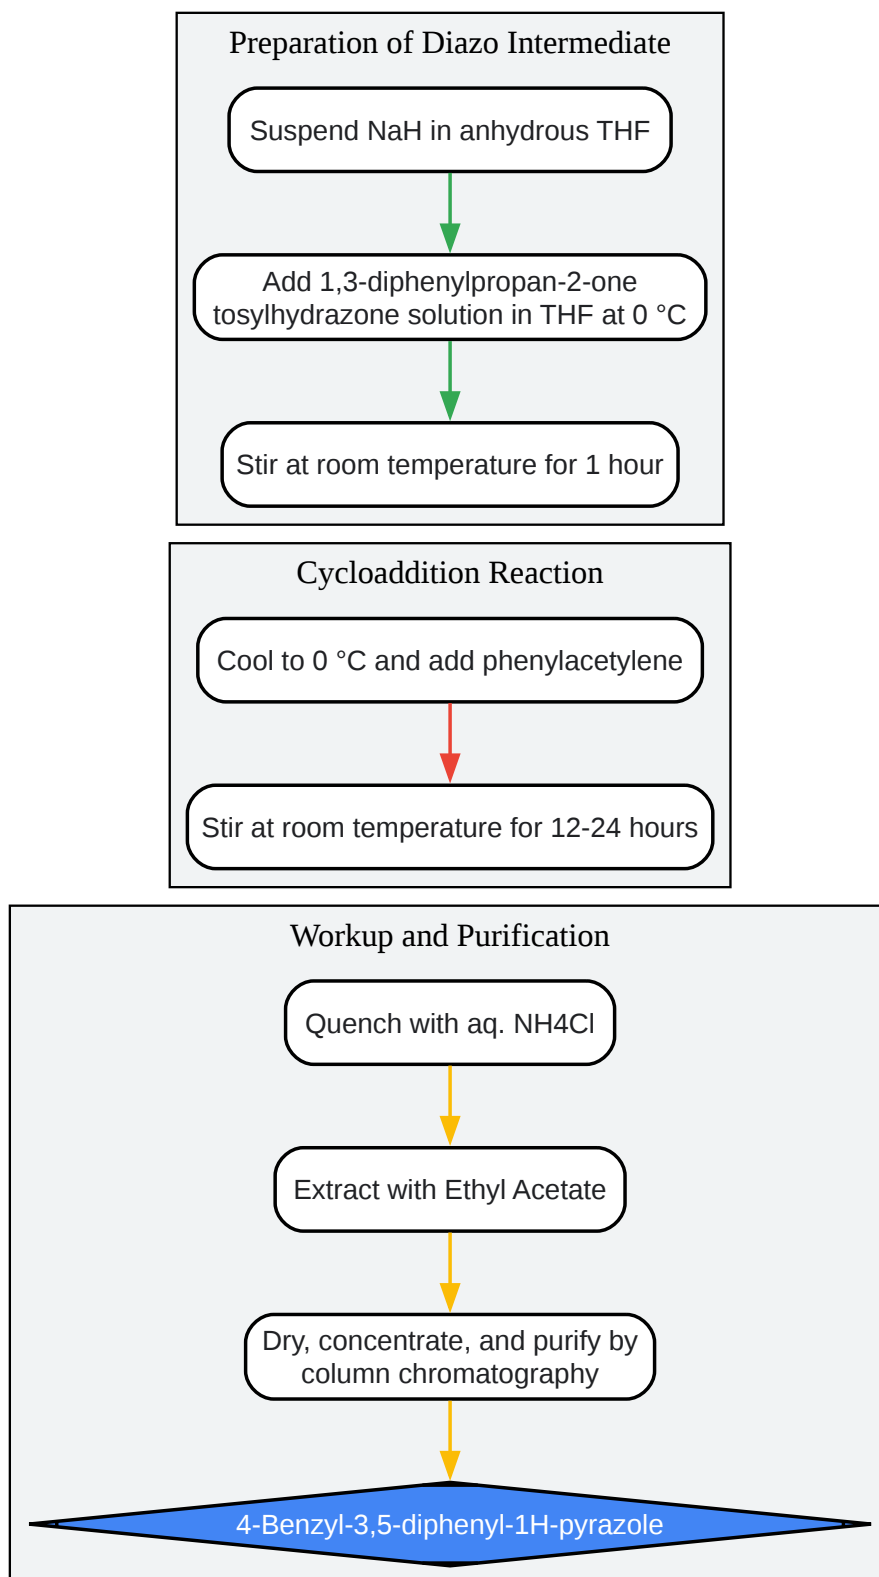 Preparation of Diazo Intermediate
Suspend NaH in anhydrous THF
Add 1,3-diphenylpropan-2-one
tosylhydrazone solution in THF at 0 °C
Stir at room temperature for 1 hour
Cycloaddition Reaction
Cool to 0 °C and add phenylacetylene
Stir at room temperature for 12-24 hours
Workup and Purification
Quench with aq. NH4Cl
Extract with Ethyl Acetate
Dry, concentrate, and purify by
column chromatography
4-Benzyl-3,5-diphenyl-1H-pyrazole